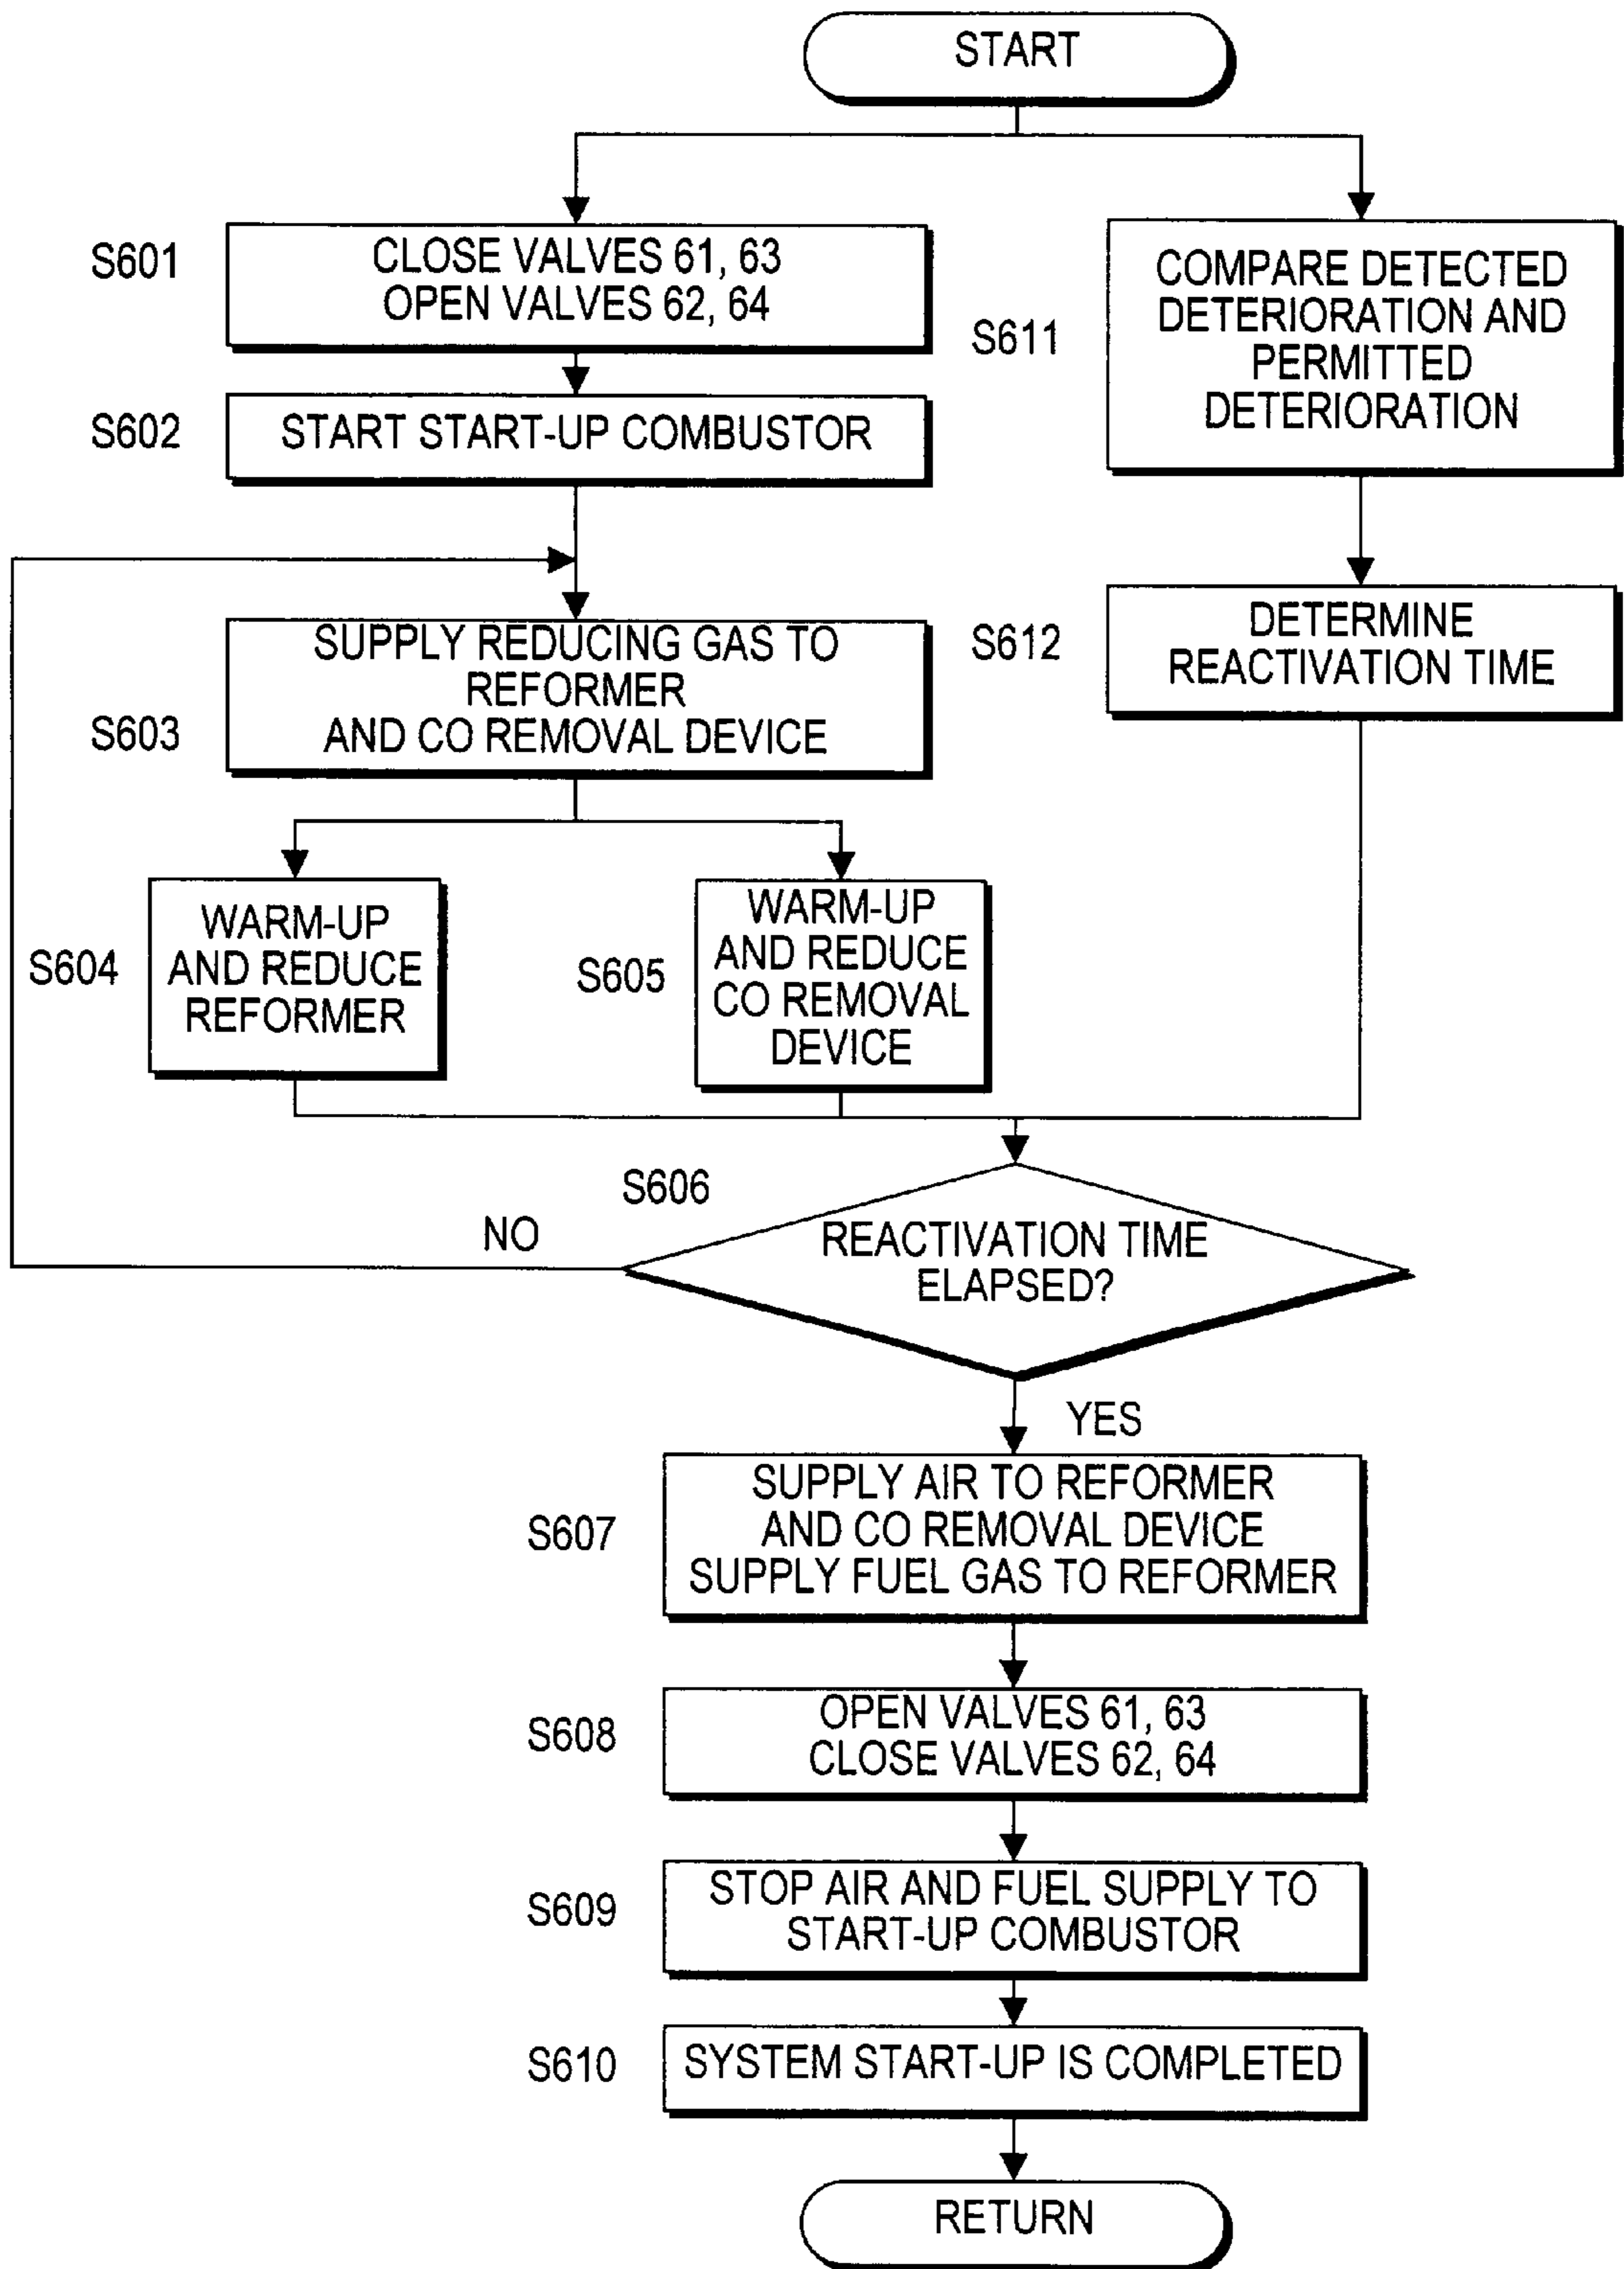 START
S601
CLOSE VALVES 61, 63
OPEN VALVES 62, 64
S611
COMPARE DETECTED
DETERIORATION AND
PERMITTED
DETERIORATION
S602
START START-UP COMBUSTOR
S603
SUPPLY REDUCING GAS TO
REFORMER
AND CO REMOVAL DEVICE
S612
DETERMINE
REACTIVATION TIME
S604
WARM-UP
AND REDUCE
REFORMER
S605
WARM-UP
AND REDUCE
CO REMOVAL
DEVICE
S606
NO
REACTIVATION TIME
ELAPSED?
YES
S607
SUPPLY AIR TO REFORMER
AND CO REMOVAL DEVICE
SUPPLY FUEL GAS TO REFORMER
S608
OPEN VALVES 61, 63
CLOSE VALVES 62, 64
S609
STOP AIR AND FUEL SUPPLY TO
START-UP COMBUSTOR
S610
SYSTEM START-UP IS COMPLETED
RETURN